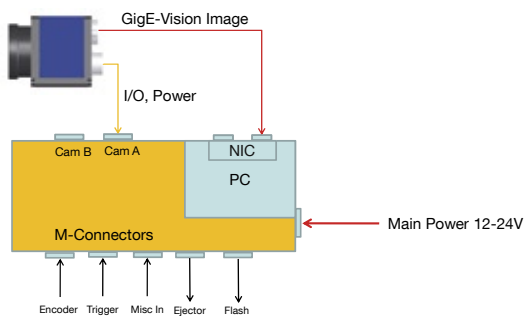 GigE-Vision Image
I/O, Power
Cam B
Cam A
NIC
PC
Main Power 12-24V
M-Connectors
Encoder
Trigger
Misc In
Ejector
Flash